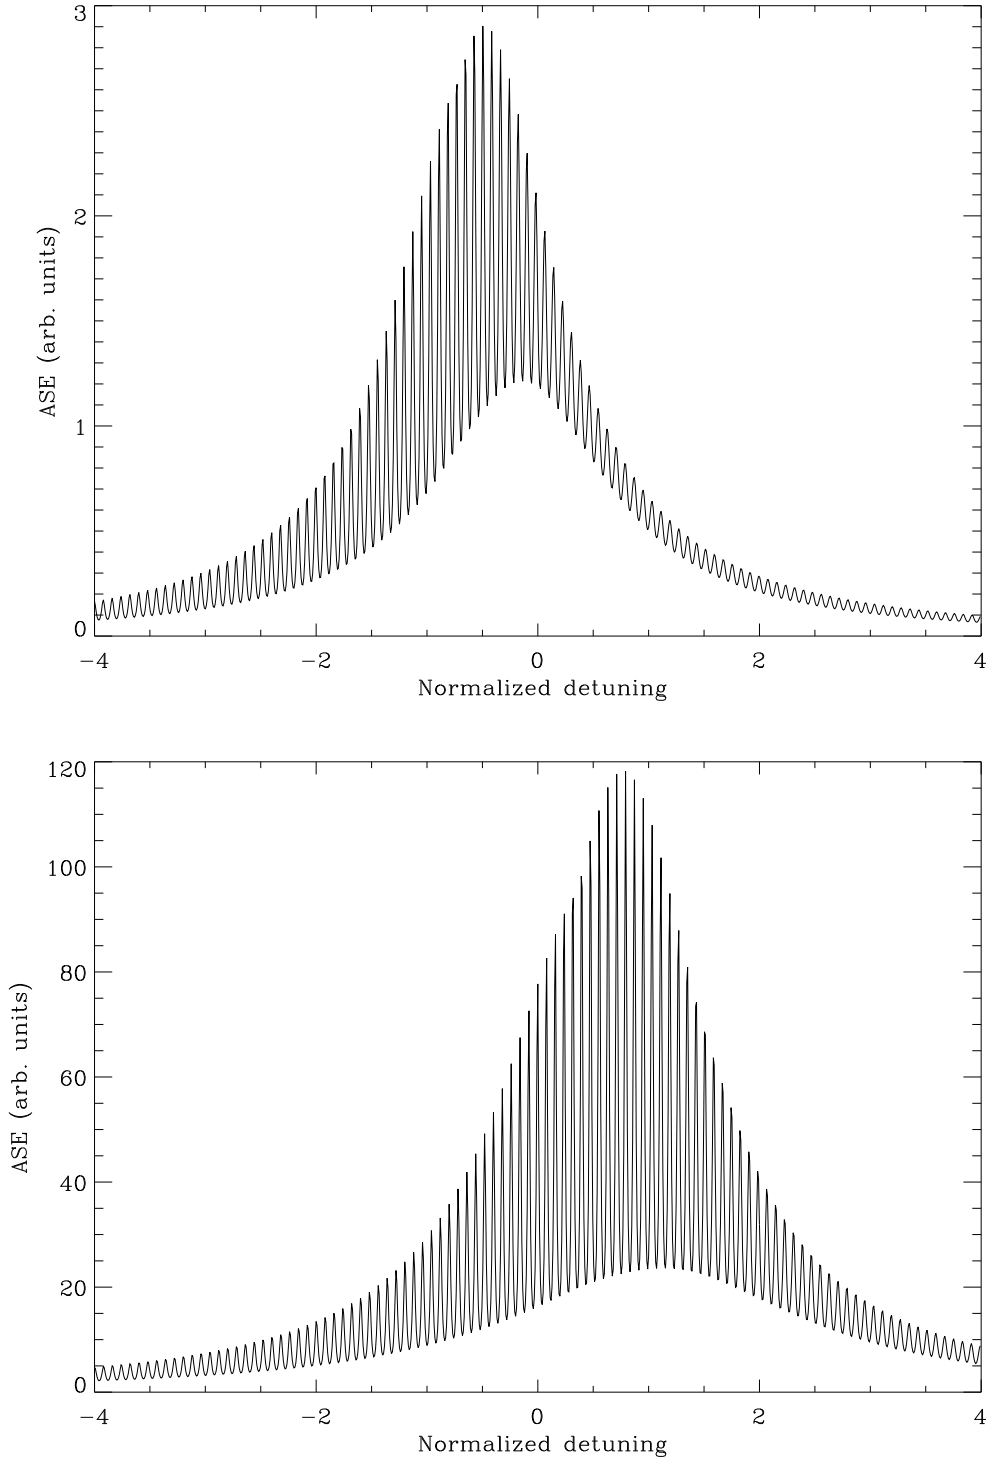 3
2
1
0
ASE (arb. units)
−4 −2 0 2 4
Normalized detuning
120
100
80
60
40
20
0
ASE (arb. units)
−4 −2 0 2 4
Normalized detuning